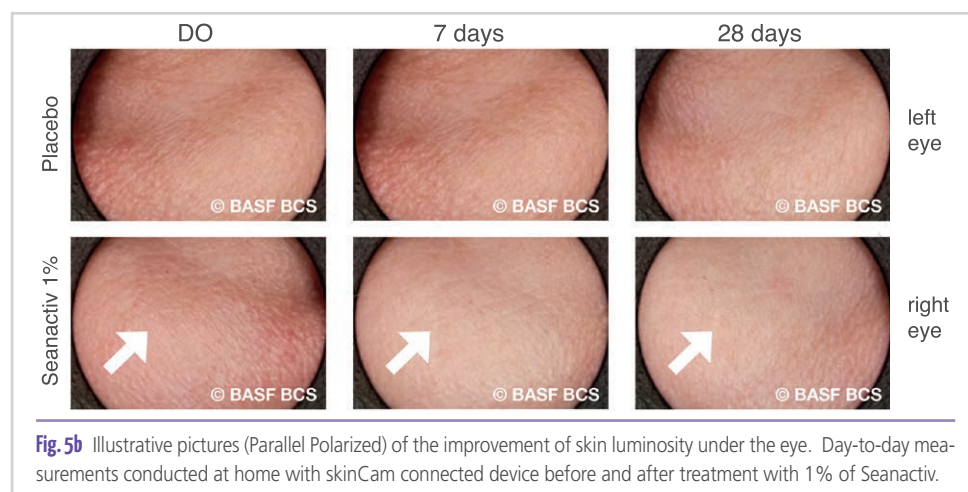 DO 7 days 28 days
Placebo
© BASF BCS © BASF BCS © BASF BCS
left
eye
Seanactiv 1%
© BASF BCS © BASF BCS © BASF BCS
right
eye
Fig. 5b Illustrative pictures (Parallel Polarized) of the improvement of skin luminosity under the eye. Day-to-day mea-
surements conducted at home with skinCam connected device before and after treatment with 1% of Seanactiv.